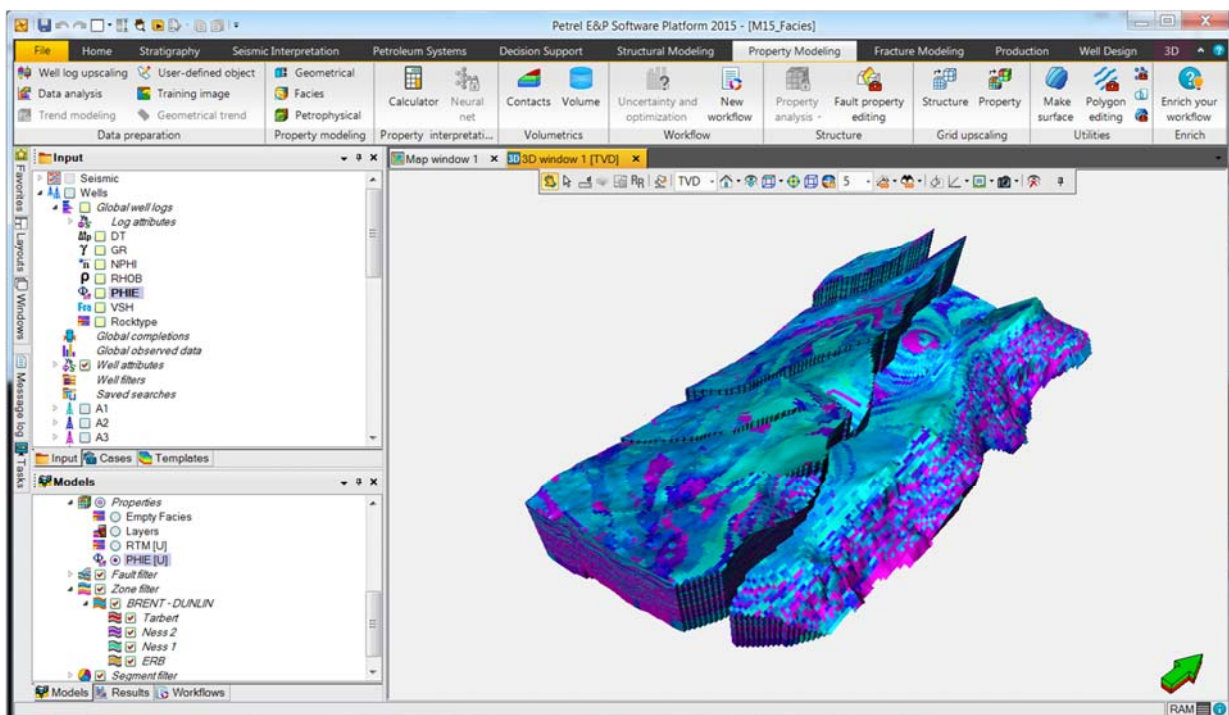 Petrel E&P Software Platform 2015 - [M15_Facies]
File Home Stratigraphy Seismic Interpretation Petroleum Systems Decision Support Structural Modeling Property Modeling Fracture Modeling Production Well Design 3D
Well log upscaling User-defined object Geometrical
Data analysis Training image Facies
Trend modeling Geometrical trend Petrophysical
Calculator Neural net Contacts Volume Uncertainty and optimization New workflow Property analysis Fault property editing Structure Property Make surface Polygon editing Enrich your workflow
Data preparation Property modeling Property interpretati... Volumetrics Workflow Structure Grid upscaling Utilities Enrich
Favorites
Layouts
Windows
Message log
Tasks
Input
Seismic
Wells
Global well logs
Log attributes
DT
GR
NPHI
RHOB
PHIE
VSH
Rocktype
Global completions
Global observed data
Well attributes
Well filters
Saved searches
A1
A2
A3
Input Cases Templates
Models
Properties
Empty Facies
Layers
RTM [U]
PHIE [U]
Fault filter
Zone filter
BRENT - DUNLIN
Tarbert
Ness 2
Ness 1
ERB
Segment filter
Models Results Workflows
Map window 1 3D 3D window 1 [TVD]
TVD 5
RAM